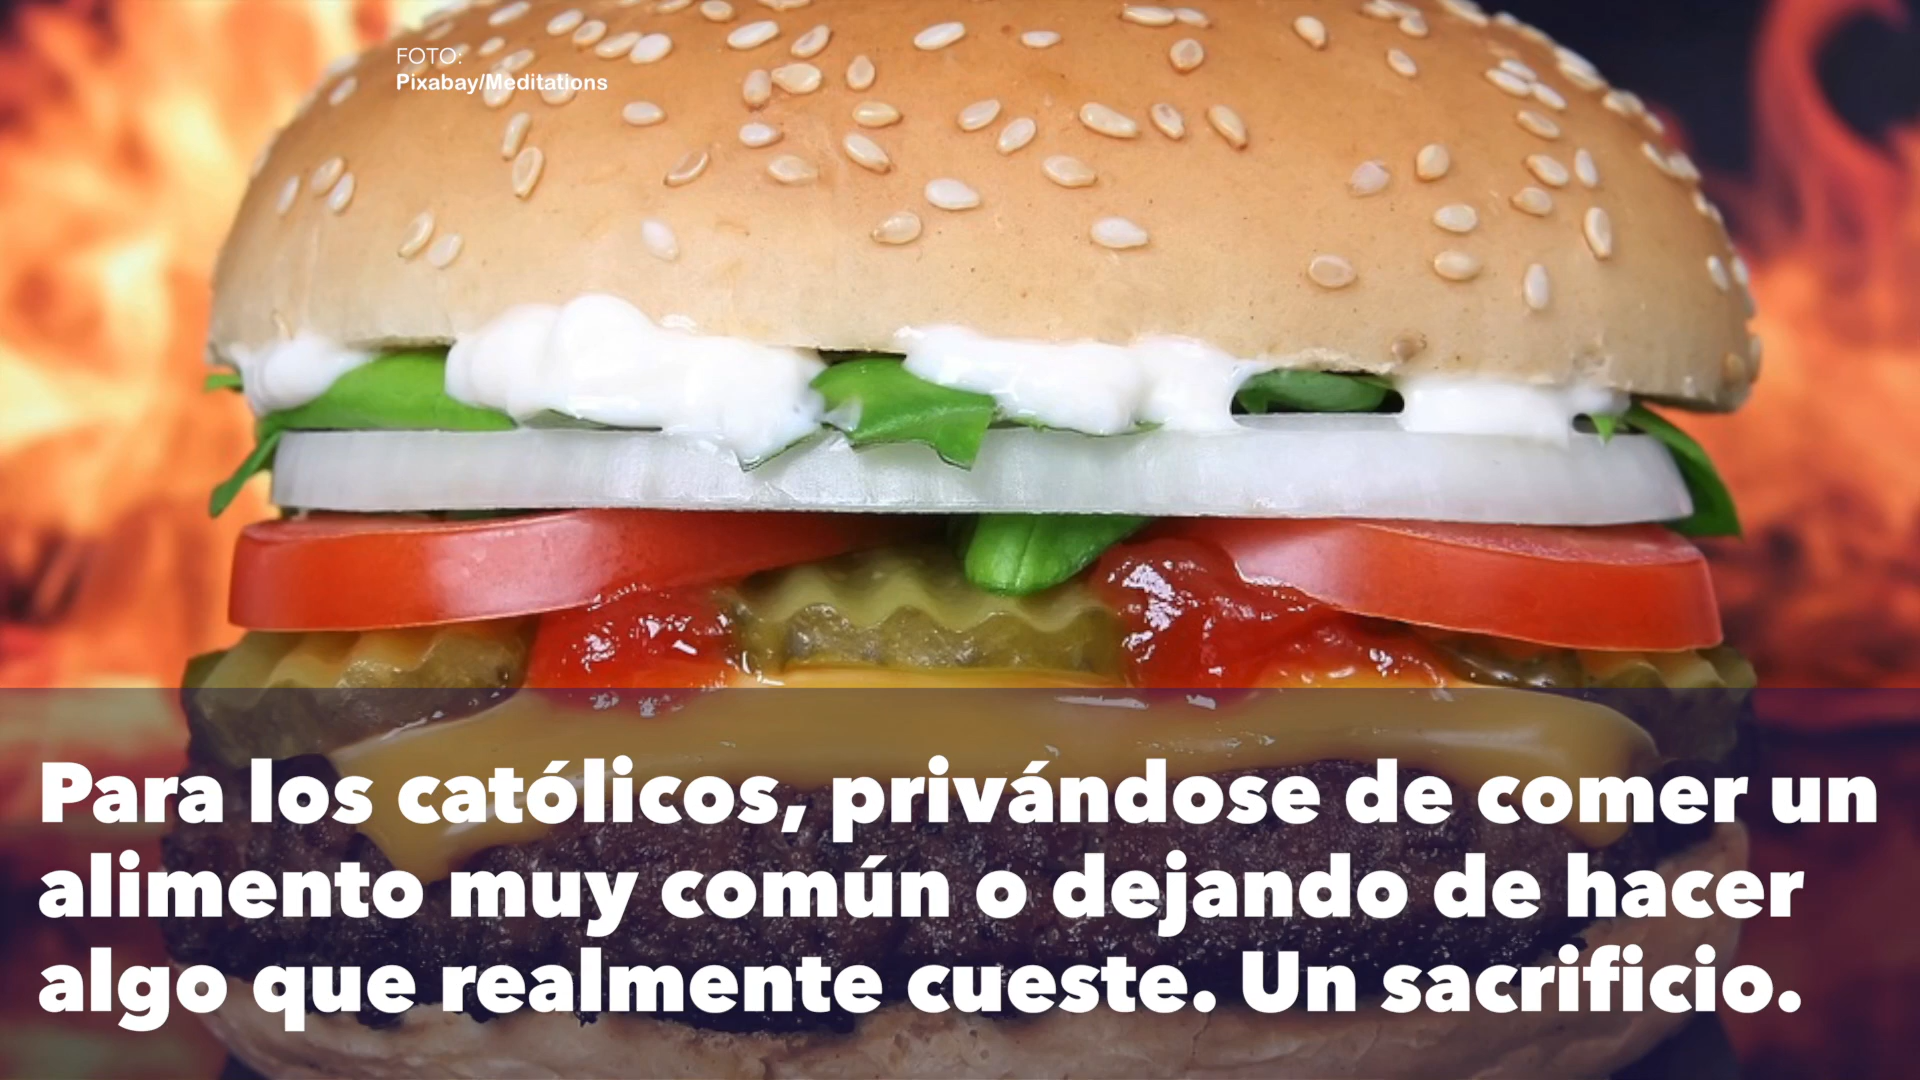 FOTO:
Pixabay/Meditations
Para los católicos, privándose de comer un
alimento muy común o dejando de hacer
algo que realmente cueste. Un sacrificio.